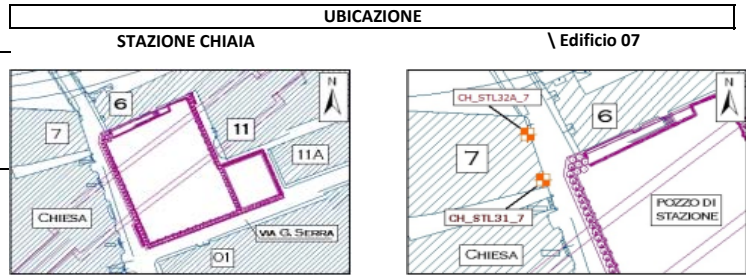 UBICAZIONE
STAZIONE CHIAIA
\ Edificio 07
N
6
7
11
11A
CHIESA
VIA G. SERRA
01
N
CH_STL32A_7
6
7
CH_STL31_7
POZZO DI
STAZIONE
CHIESA